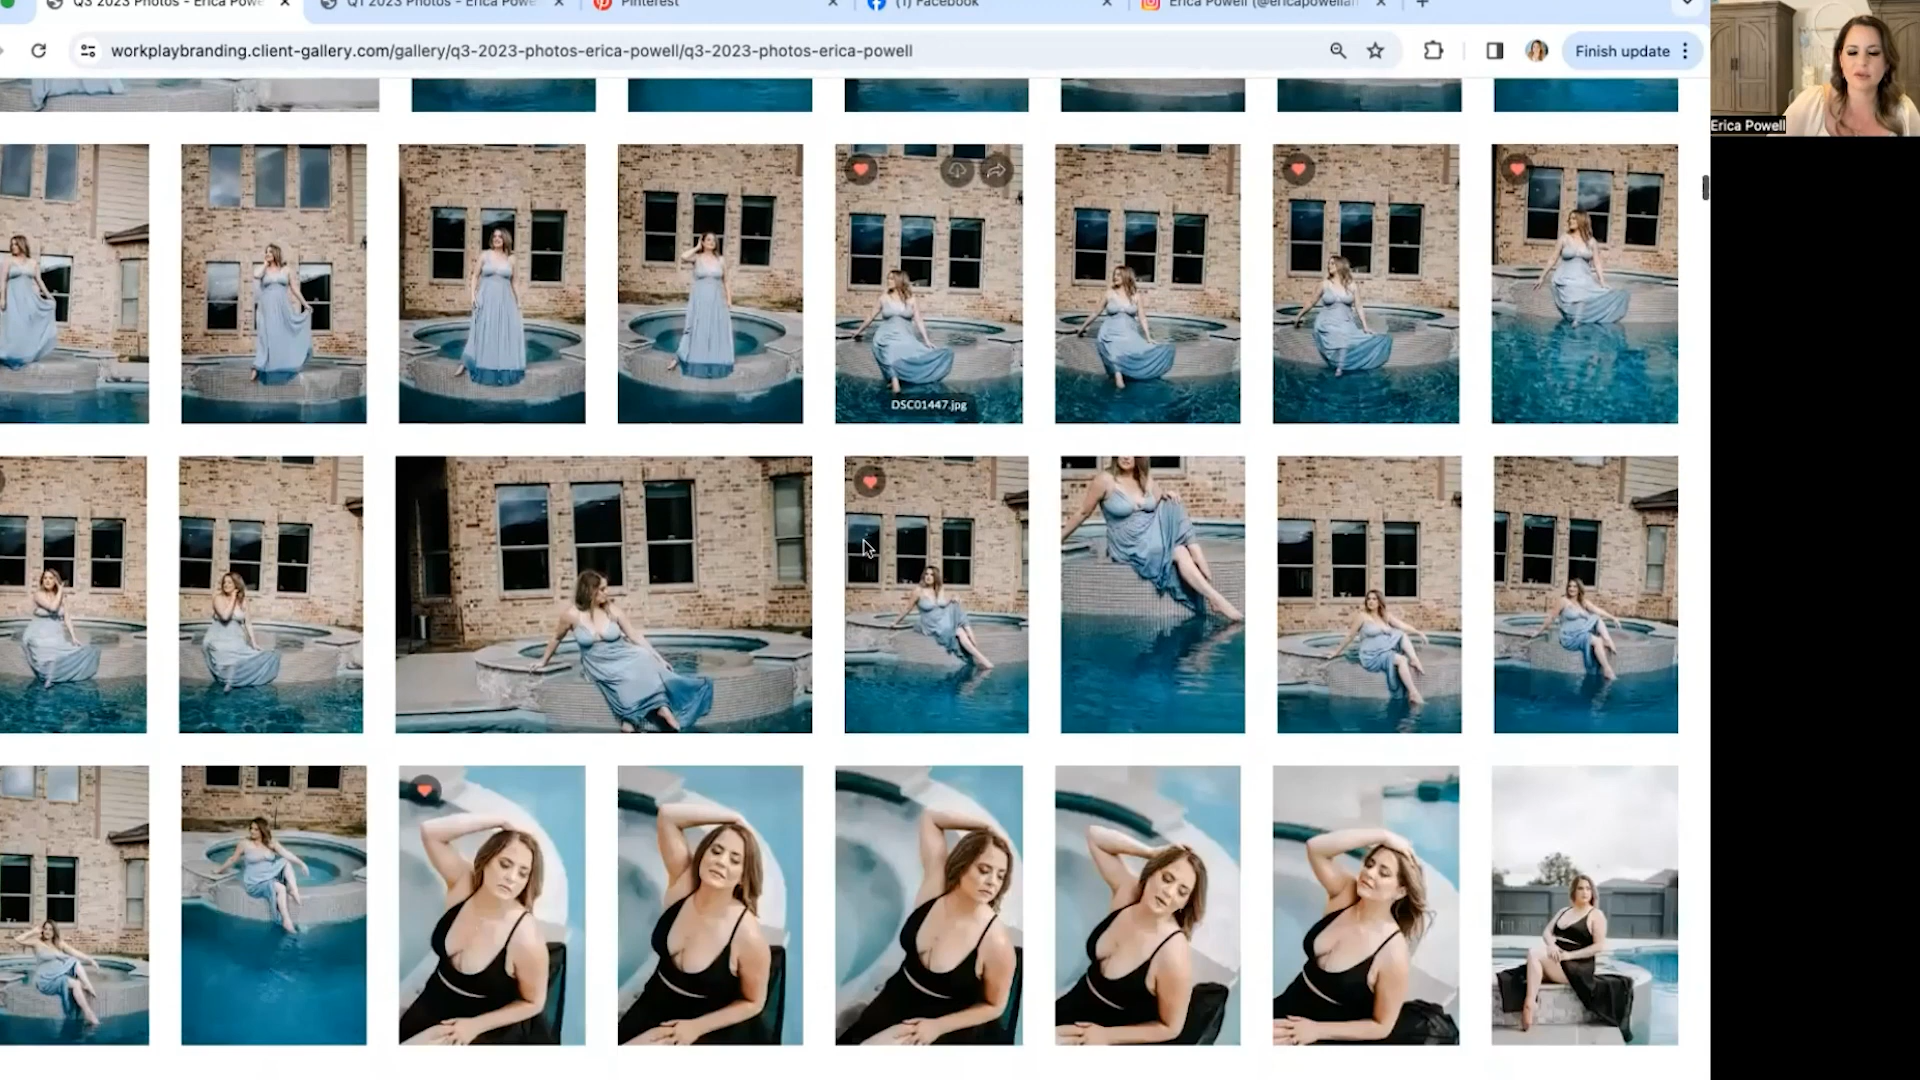 Q3 2023 Photos - Erica Powe
Q1 2023 Photos - Erica Powe
Pinterest
(1) Facebook
Erica Powell (@ericapowellan
workplaybranding.client-gallery.com/gallery/q3-2023-photos-erica-powell/q3-2023-photos-erica-powell
Finish update
Erica Powell
DSC01447.jpg